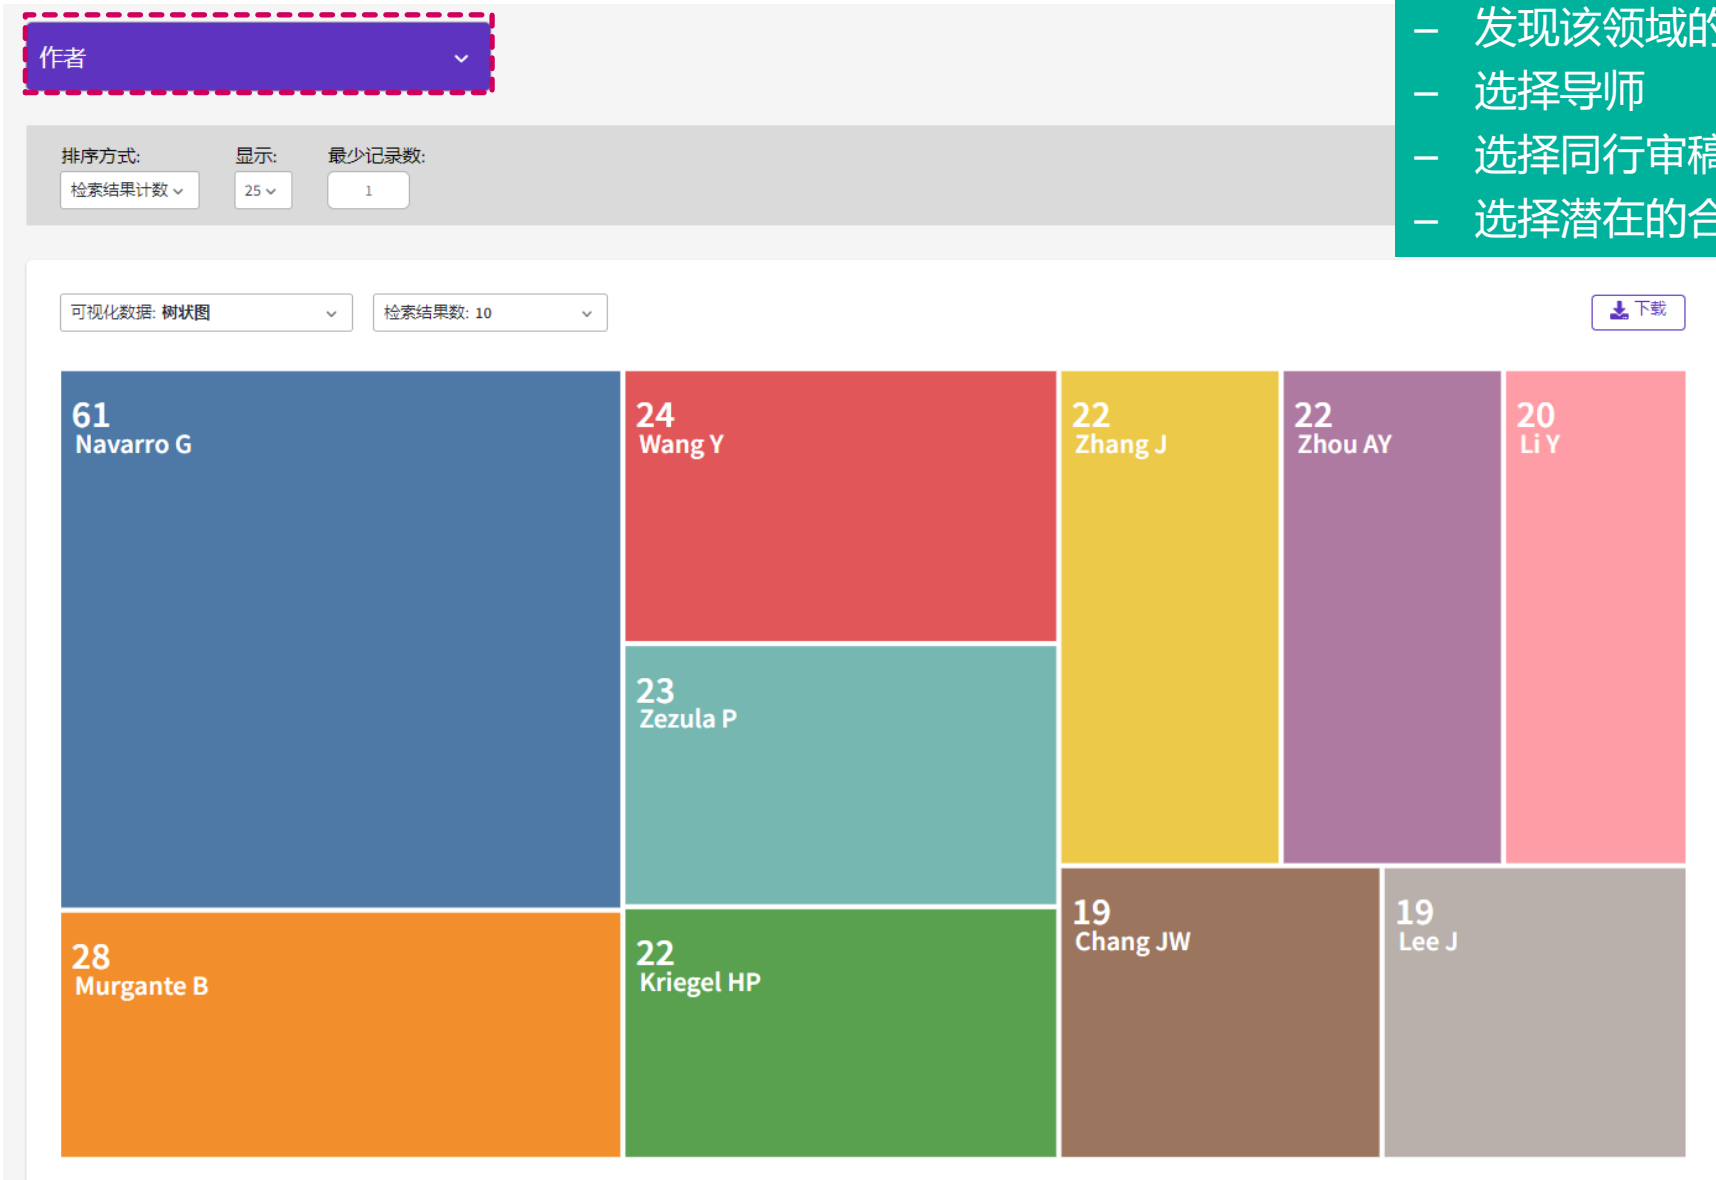 作者
– 发现该领域的
– 选择导师
– 选择同行审稿
– 选择潜在的合
排序方式: 显示: 最少记录数:
检索结果计数 25 1
可视化数据: 树状图 检索结果数: 10 下载
61
Navarro G
24
Wang Y
22
Zhang J
22
Zhou AY
20
Li Y
23
Zezula P
28
Murgante B
22
Kriegel HP
19
Chang JW
19
Lee J